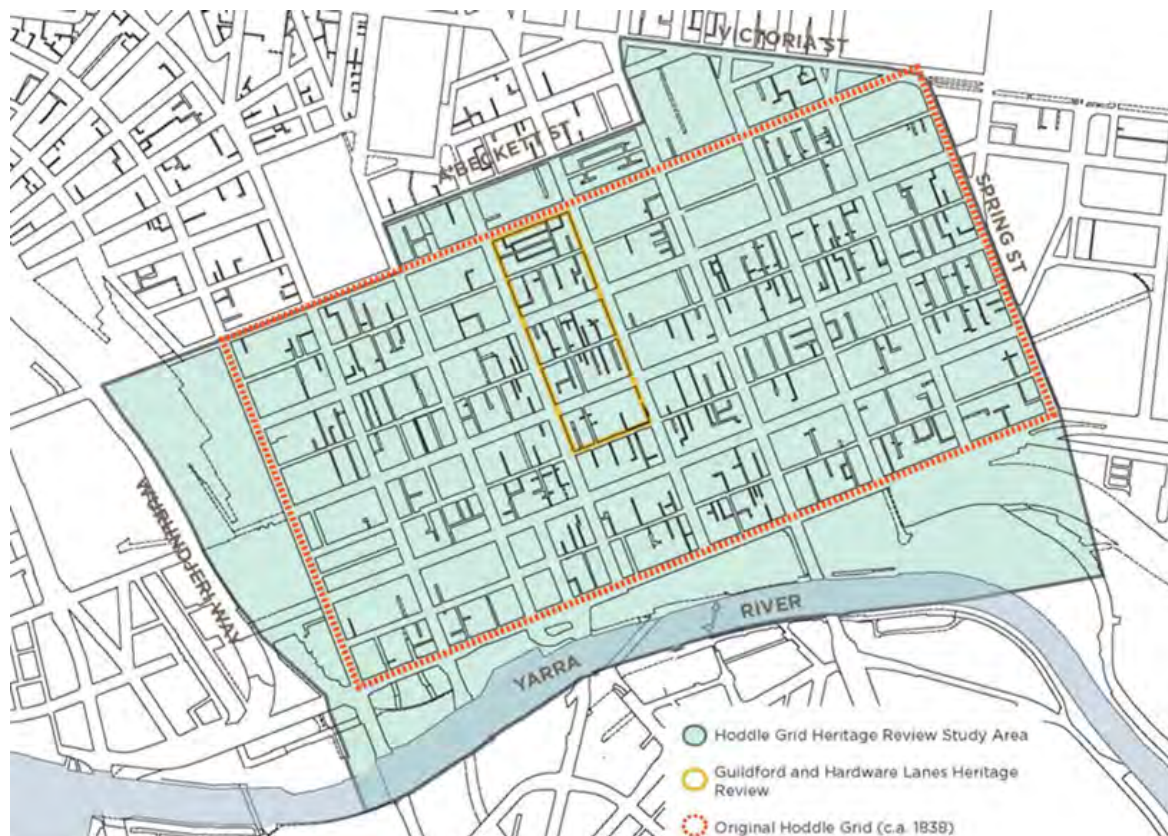 VICTORIA ST
A'BECKETT ST
SPRING ST
WURUNDJERI WAY
YARRA RIVER
Hoddle Grid Heritage Review Study Area
Guildford and Hardware Lanes Heritage
Review
Original Hoddle Grid (c.a. 1838)